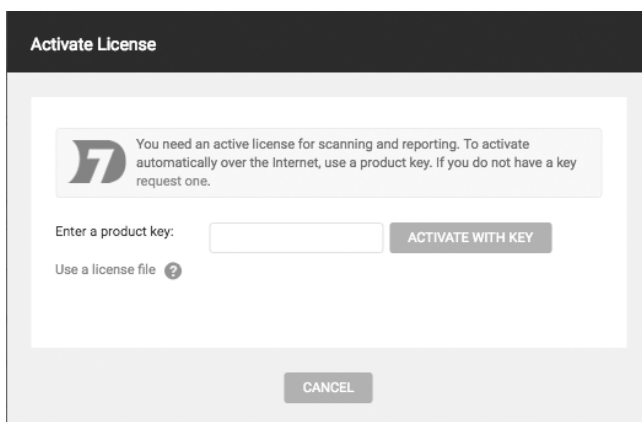 Activate License
You need an active license for scanning and reporting. To activate
automatically over the Internet, use a product key. If you do not have a key
request one.
Enter a product key:
ACTIVATE WITH KEY
Use a license file ?
CANCEL